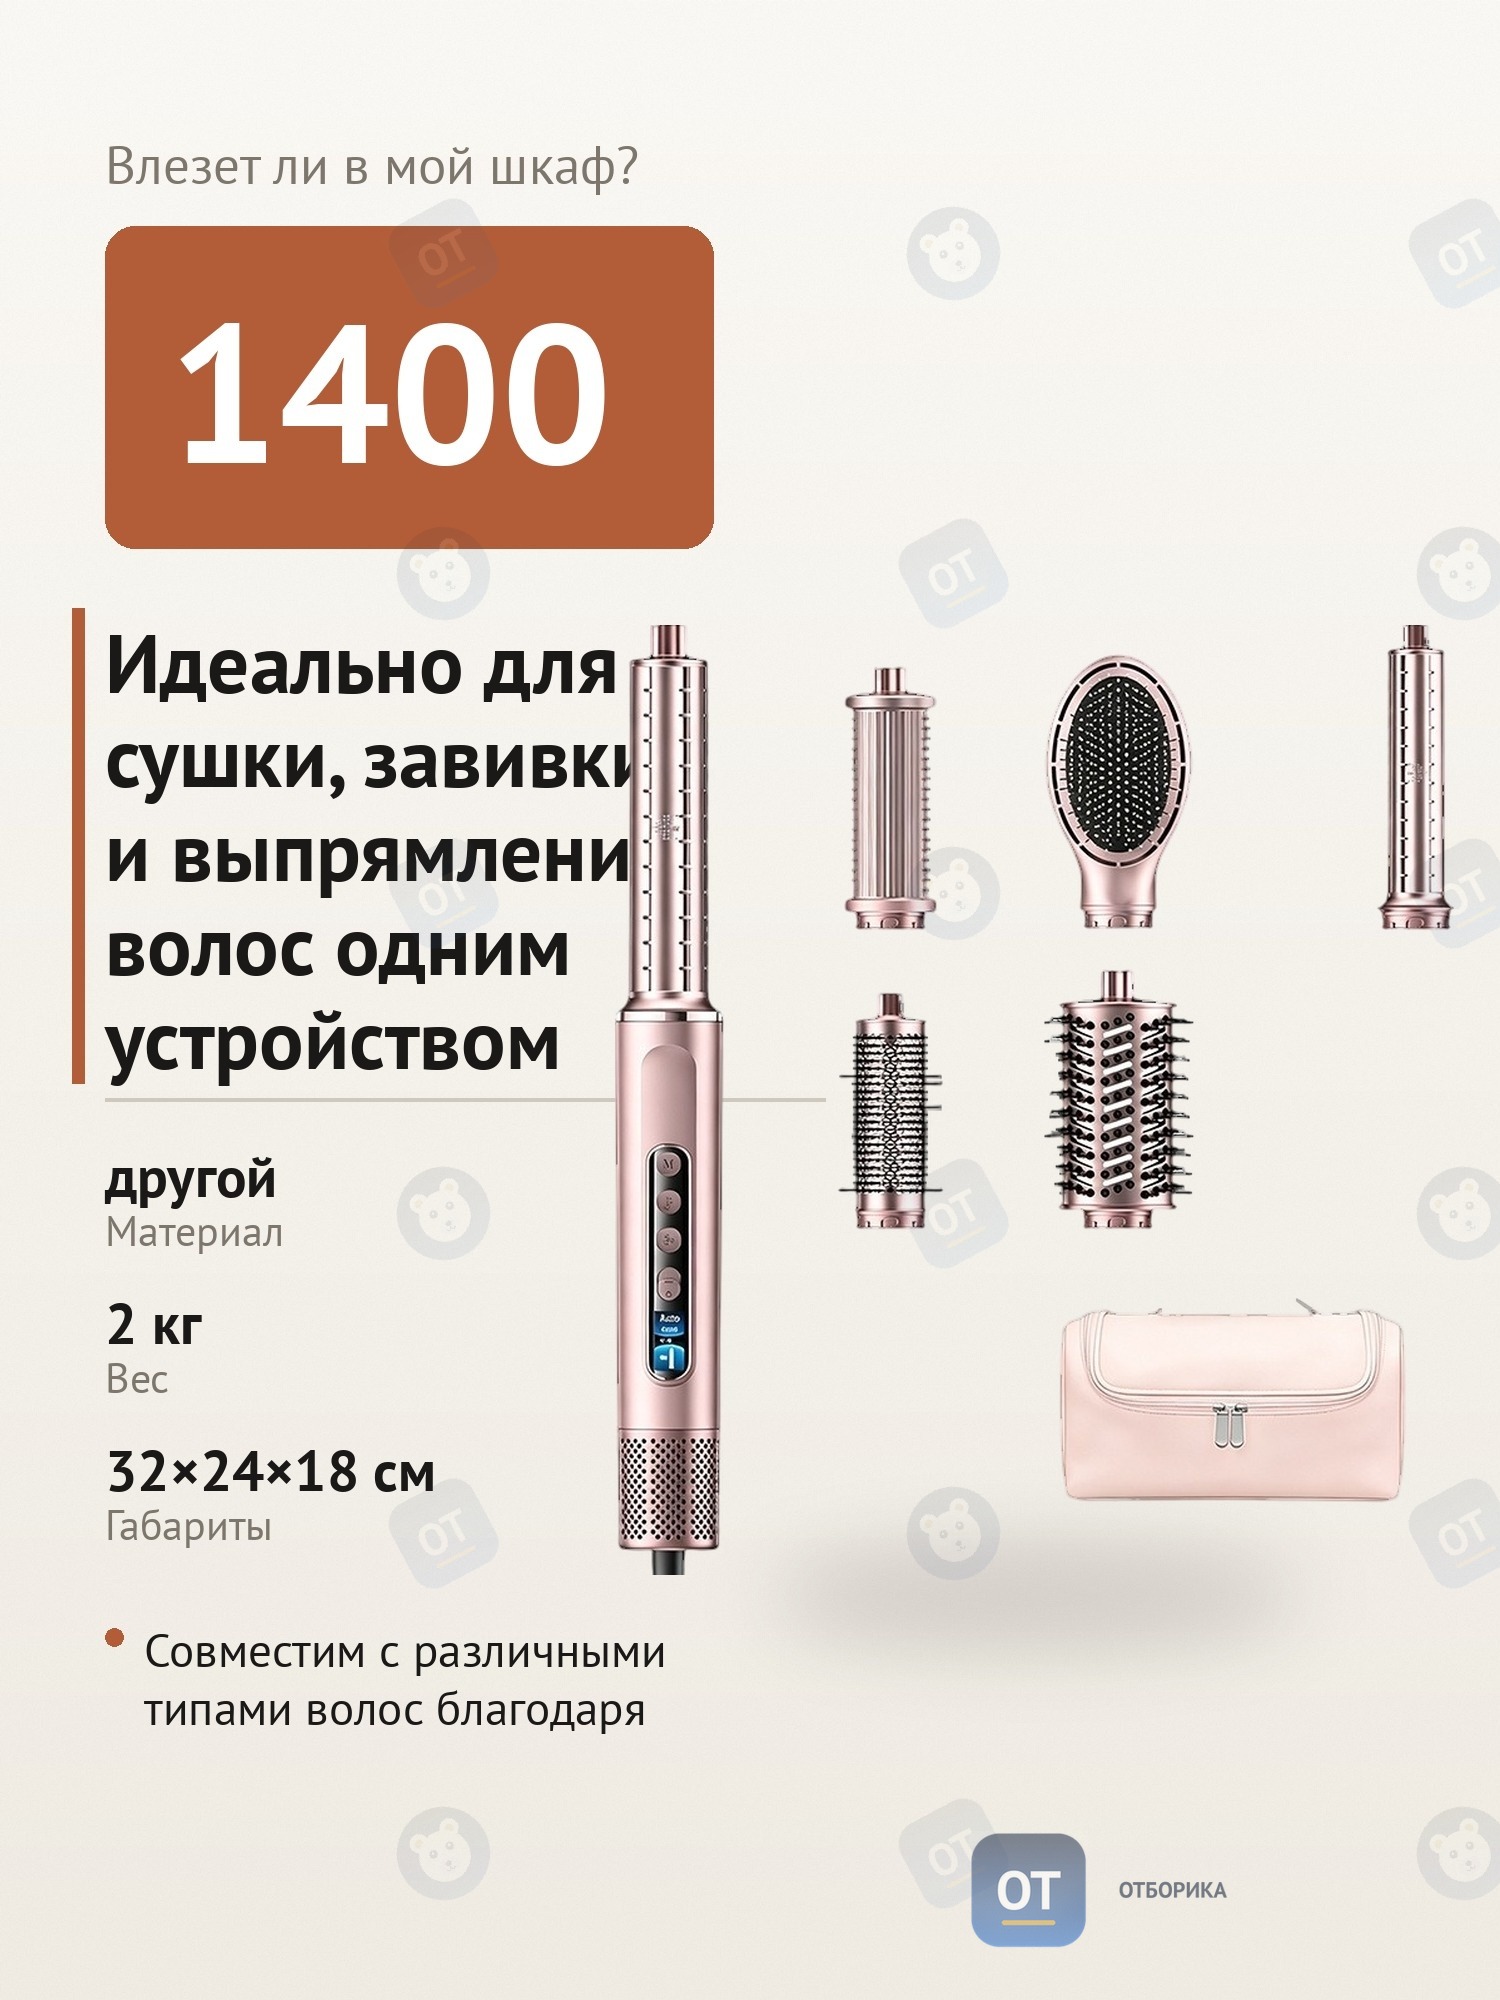 Влезет ли в мой шкаф?
1400
Идеально для
сушки, завивки
и выпрямлени
волос одним
устройством
другой
Материал
2 кг
Вес
32×24×18 см
Габариты
Совместим с различными
типами волос благодаря
M
Auto
ОТ
ОТБОРИКА